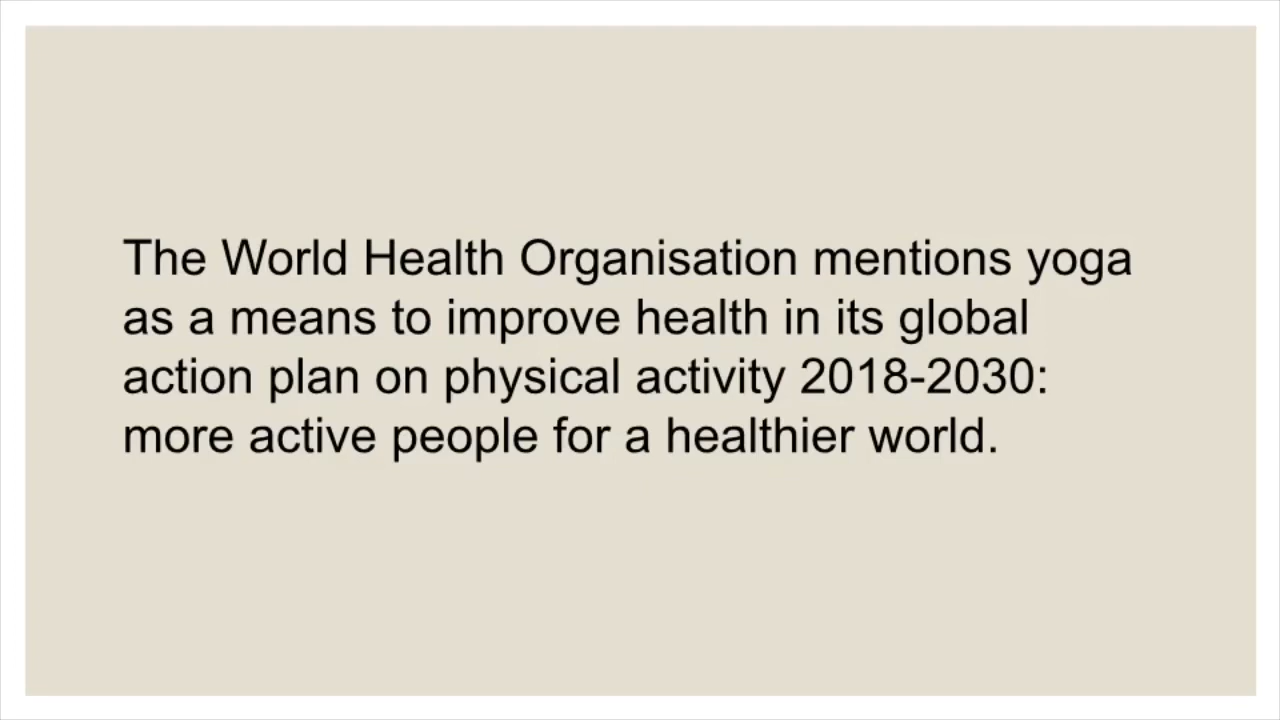 The World Health Organisation mentions yoga
as a means to improve health in its global
action plan on physical activity 2018-2030:
more active people for a healthier world.